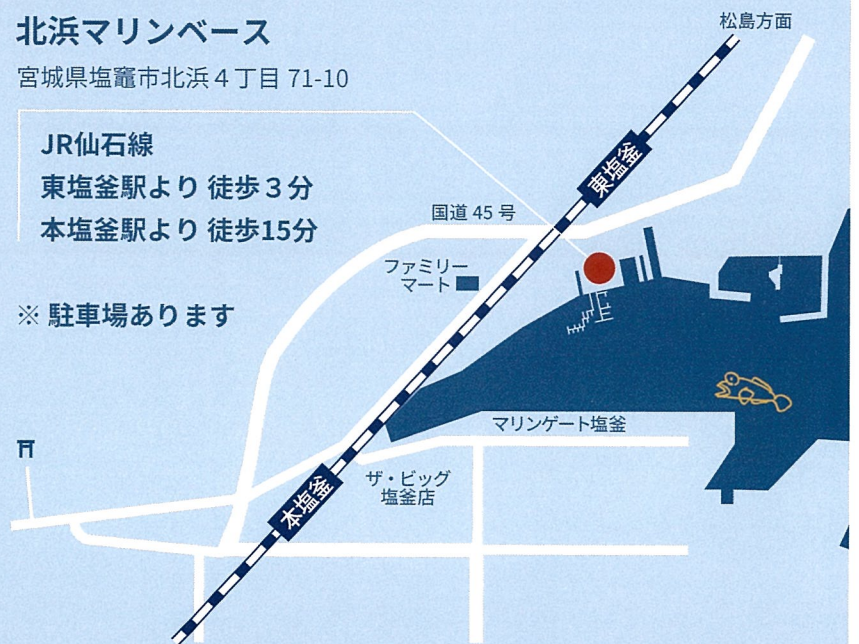 北浜マリンベース
宮城県塩竈市北浜４丁目 71-10
JR仙石線
東塩釜駅より 徒歩３分
本塩釜駅より 徒歩15分
※ 駐車場あります
松島方面
東塩釜
国道 45 号
ファミリー
マート
マリンゲート塩釜
ザ・ビッグ
塩釜店
本塩釜